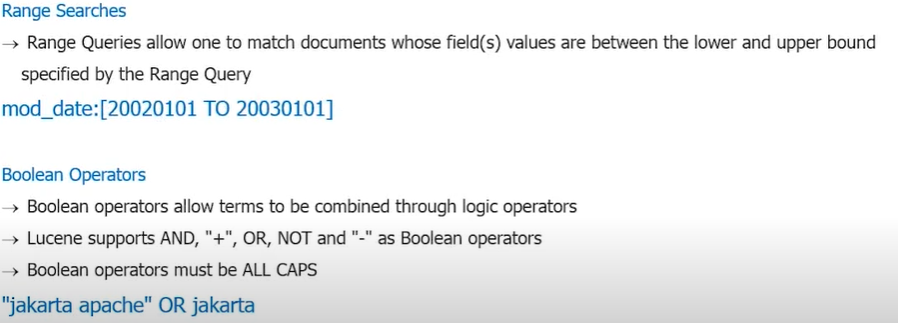 Range Searches
→ Range Queries allow one to match documents whose field(s) values are between the lower and upper bound
specified by the Range Query
mod_date:[20020101 TO 20030101]
Boolean Operators
→ Boolean operators allow terms to be combined through logic operators
→ Lucene supports AND, "+", OR, NOT and "-" as Boolean operators
→ Boolean operators must be ALL CAPS
"jakarta apache" OR jakarta